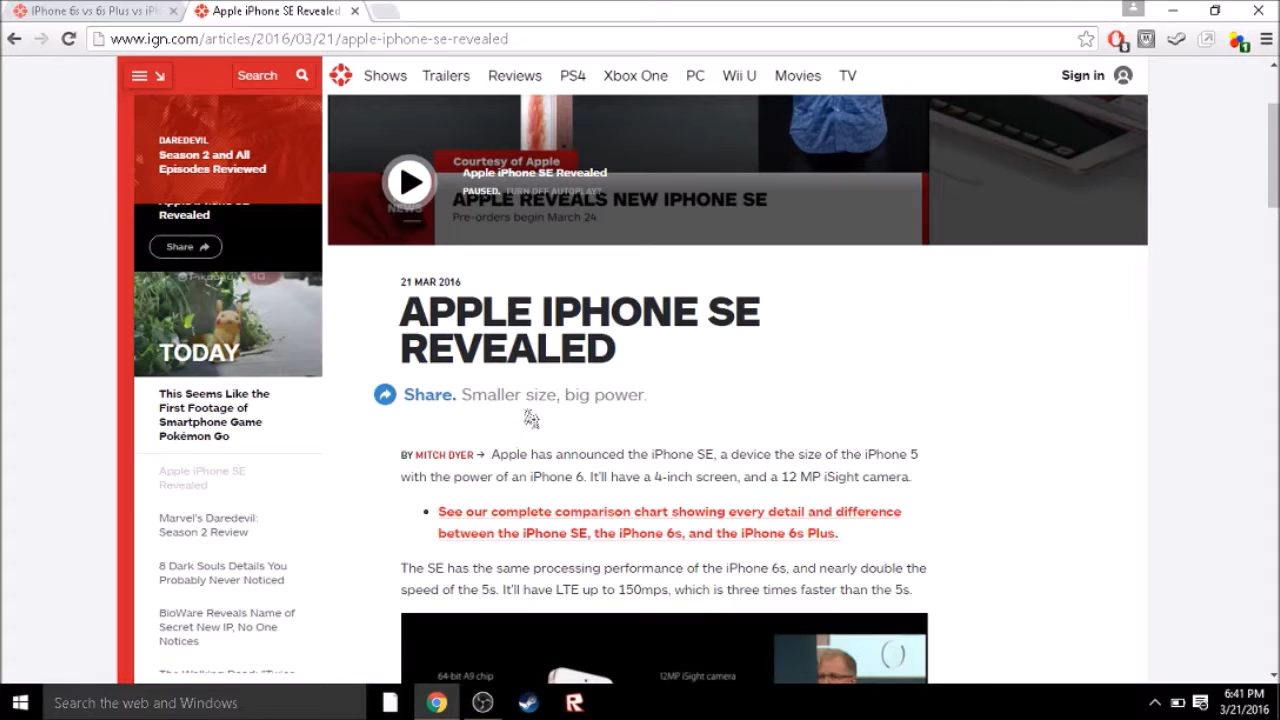 iPhone 6s vs 6s Plus vs iPh
Apple iPhone SE Revealed
www.ign.com/articles/2016/03/21/apple-iphone-se-revealed
Search
Shows
Trailers
Reviews
PS4
Xbox One
PC
Wii U
Movies
TV
Sign in
DAREDEVIL
Season 2 and All
Episodes Reviewed
Apple iPhone SE
Revealed
Share
TODAY
This Seems Like the
First Footage of
Smartphone Game
Pokémon Go
Apple iPhone SE
Revealed
Marvel's Daredevil:
Season 2 Review
8 Dark Souls Details You
Probably Never Noticed
BioWare Reveals Name of
Secret New IP, No One
Notices
Courtesy of Apple
Apple iPhone SE Revealed
PAUSED. TURN OFF AUTOPLAY?
NEWS
APPLE REVEALS NEW IPHONE SE
Pre-orders begin March 24
21 MAR 2016
APPLE IPHONE SE
REVEALED
Share. Smaller size, big power.
BY MITCH DYER → Apple has announced the iPhone SE, a device the size of the iPhone 5
with the power of an iPhone 6. It'll have a 4-inch screen, and a 12 MP iSight camera.
• See our complete comparison chart showing every detail and difference
between the iPhone SE, the iPhone 6s, and the iPhone 6s Plus.
The SE has the same processing performance of the iPhone 6s, and nearly double the
speed of the 5s. It'll have LTE up to 150mps, which is three times faster than the 5s.
64-bit A9 chip
12MP iSight camera
Search the web and Windows
6:41 PM
3/21/2016